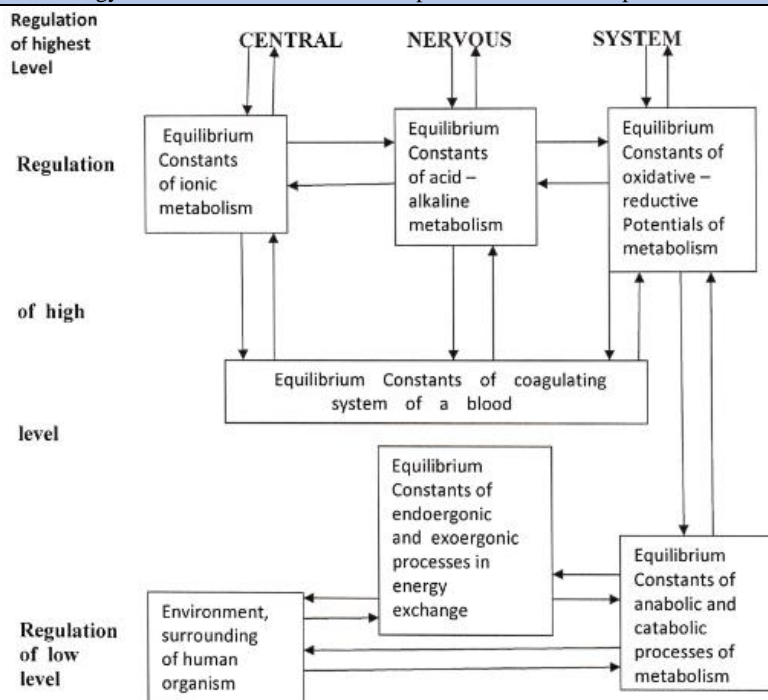 Regulation
of highest
Level
CENTRAL NERVOUS SYSTEM
Regulation
Equilibrium
Constants
of ionic
metabolism
Equilibrium
Constants
of acid –
alkaline
metabolism
Equilibrium
Constants of
oxidative –
reductive
Potentials of
metabolism
of high
Equilibrium Constants of coagulating
system of a blood
level
Equilibrium
Constants of
endoergonic
and exoergonic
processes in
energy
exchange
Equilibrium
Constants of
anabolic and
catabolic
processes of
metabolism
Regulation
of low
level
Environment,
surrounding
of human
organism